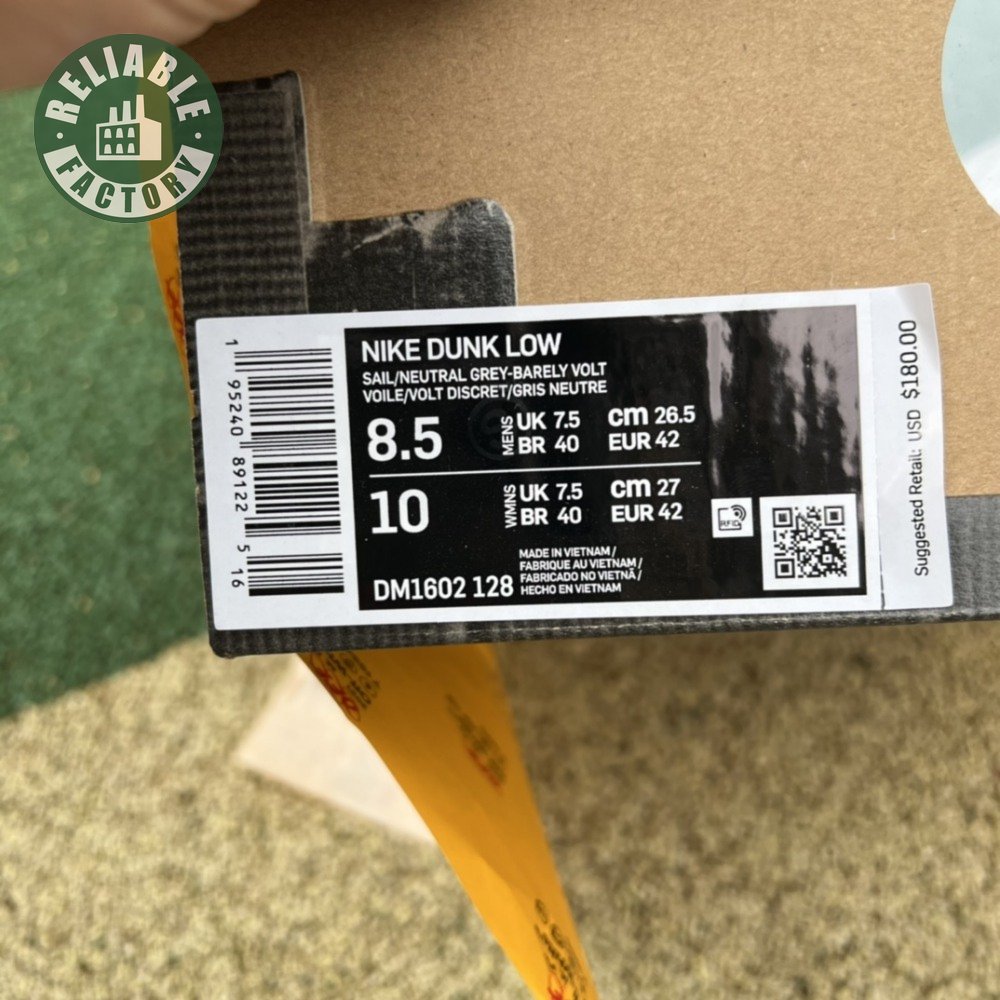 RELIABLE
FACTORY
NIKE DUNK LOW
SAIL/NEUTRAL GREY-BARELY VOLT
VOILE/VOLT DISCRET/GRIS NEUTRE
8.5
MENS
UK 7.5
cm 26.5
BR 40
EUR 42
10
WMNS
UK 7.5
cm 27
BR 40
EUR 42
RFID
MADE IN VIETNAM /
FABRIQUE AU VIETNAM /
FABRICADO NO VIETNÃ /
HECHO EN VIETNAM
DM1602 128
1 95240 89122 5 16
Suggested Retail: USD $180.00